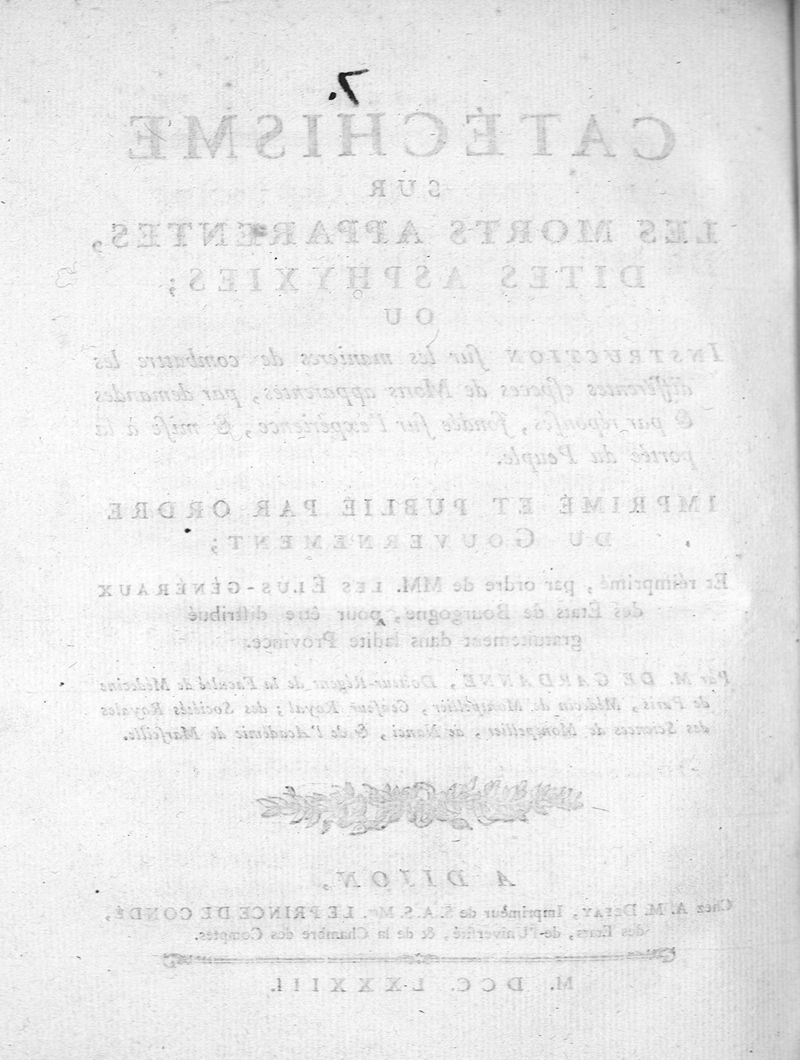 7.
CATÉCHISME
SUR
LES MORTS APPARENTES,
DITES ASPHYXIES;
OU
INSTRUCTION sur les manieres de combattre les
différentes especes de Morts apparentes, par demandes
& par réponses, fondée sur l'expérience, & mise à la
portée du Peuple.
IMPRIMÉ ET PUBLIÉ PAR ORDRE
DU GOUVERNEMENT;
Et réimprimé, par ordre de MM. LES ÉLUS-GÉNÉRAUX
des États de Bourgogne, pour être distribué
gratuitement dans ladite Province.
Par M. DE GARDANNE, Docteur-Régent de la Faculté de Médecine
de Paris, Médecin de Montpellier, Censeur Royal; des Sociétés Royales
des Sciences de Montpellier, de Nanci, & de l'Académie de Marseille.
A DIJON,
Chez A. M. DEFAY, Imprimeur de S. A. S. Mgr. LE PRINCE DE CONDÉ,
des États, de l'Université, & de la Chambre des Comptes.
M. DCC. LXXXIII.